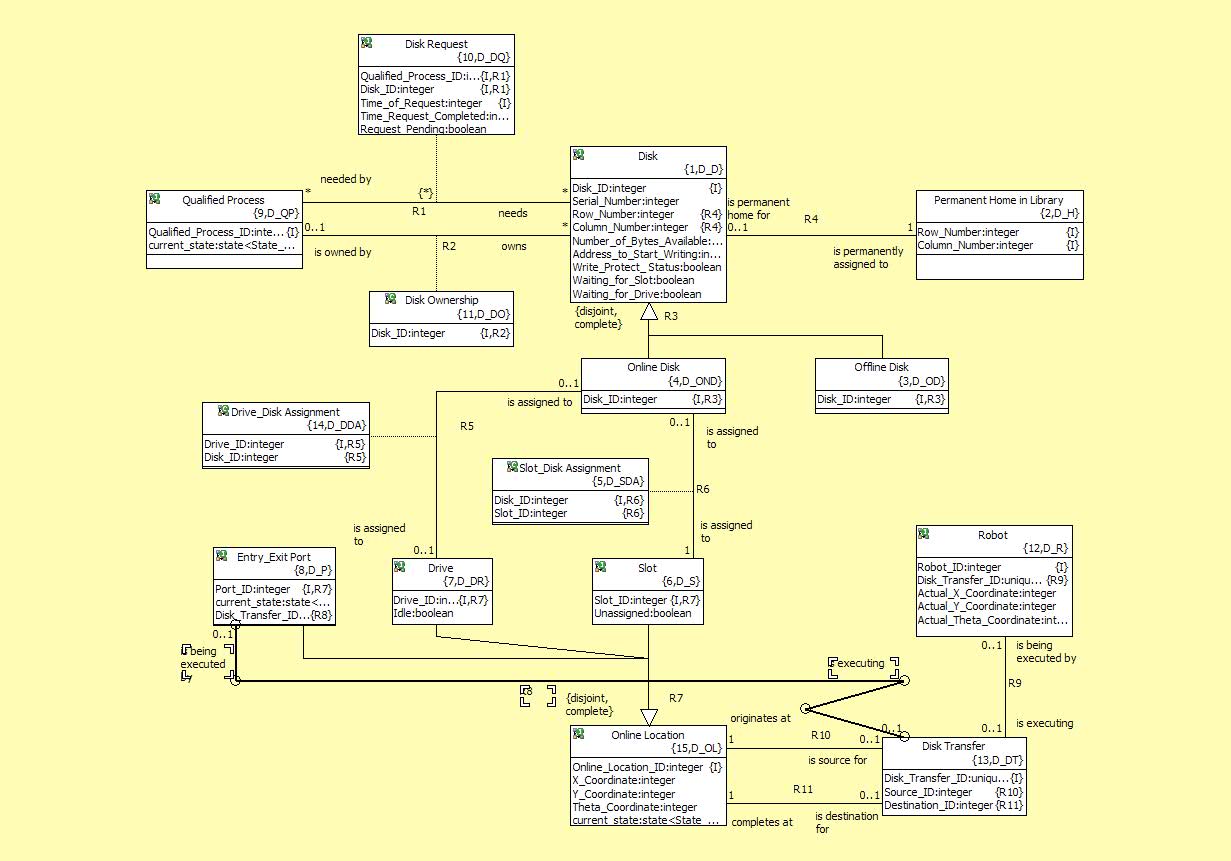 Disk Request
{10,D_DQ}
Qualified_Process_ID:i...{I,R1}
Disk_ID:integer {I,R1}
Time_of_Request:integer {I}
Time_Request_Completed:in...
Request_Pending:boolean
Disk
{1,D_D}
Disk_ID:integer {I}
Serial_Number:integer
Row_Number:integer {R4}
Column_Number:integer {R4}
Number_of_Bytes_Available:...
Address_to_Start_Writing:in...
Write_Protect_ Status:boolean
Waiting_for_Slot:boolean
Waiting_for_Drive:boolean
needed by
* {*} *
R1 needs
Qualified Process
{9,D_QP}
Qualified_Process_ID:inte... {I}
current_state:state<State_...
0..1 *
is owned by R2 owns
is permanent
home for
0..1 R4 1
is permanently
assigned to
Permanent Home in Library
{2,D_H}
Row_Number:integer {I}
Column_Number:integer {I}
Disk Ownership
{11,D_DO}
Disk_ID:integer {I,R2}
{disjoint,
complete}
R3
Online Disk
{4,D_OND}
Disk_ID:integer {I,R3}
Offline Disk
{3,D_OD}
Disk_ID:integer {I,R3}
0..1
is assigned to
R5
Drive_Disk Assignment
{14,D_DDA}
Drive_ID:integer {I,R5}
Disk_ID:integer {R5}
0..1
is assigned
to
Slot_Disk Assignment
{5,D_SDA}
Disk_ID:integer {I,R6}
Slot_ID:integer {R6}
R6
is assigned
to
0..1
is assigned
to
1
Entry_Exit Port
{8,D_P}
Port_ID:integer {I,R7}
current_state:state<...
Disk_Transfer_ID...{R8}
Drive
{7,D_DR}
Drive_ID:in...{I,R7}
Idle:boolean
Slot
{6,D_S}
Slot_ID:integer {I,R7}
Unassigned:boolean
Robot
{12,D_R}
Robot_ID:integer {I}
Disk_Transfer_ID:uniqu... {R9}
Actual_X_Coordinate:integer
Actual_Y_Coordinate:integer
Actual_Theta_Coordinate:int...
0..1
is being
executed
by
R8
is executing
0..1
{disjoint,
complete}
R7
0..1
is being
executed by
R9
0..1
is executing
Online Location
{15,D_OL}
Online_Location_ID:integer {I}
X_Coordinate:integer
Y_Coordinate:integer
Theta_Coordinate:integer
current_state:state<State_...
originates at
1 R10 0..1
is source for
1 R11 0..1
completes at
is destination
for
Disk Transfer
{13,D_DT}
Disk_Transfer_ID:uniqu...{I}
Source_ID:integer {R10}
Destination_ID:integer {R11}